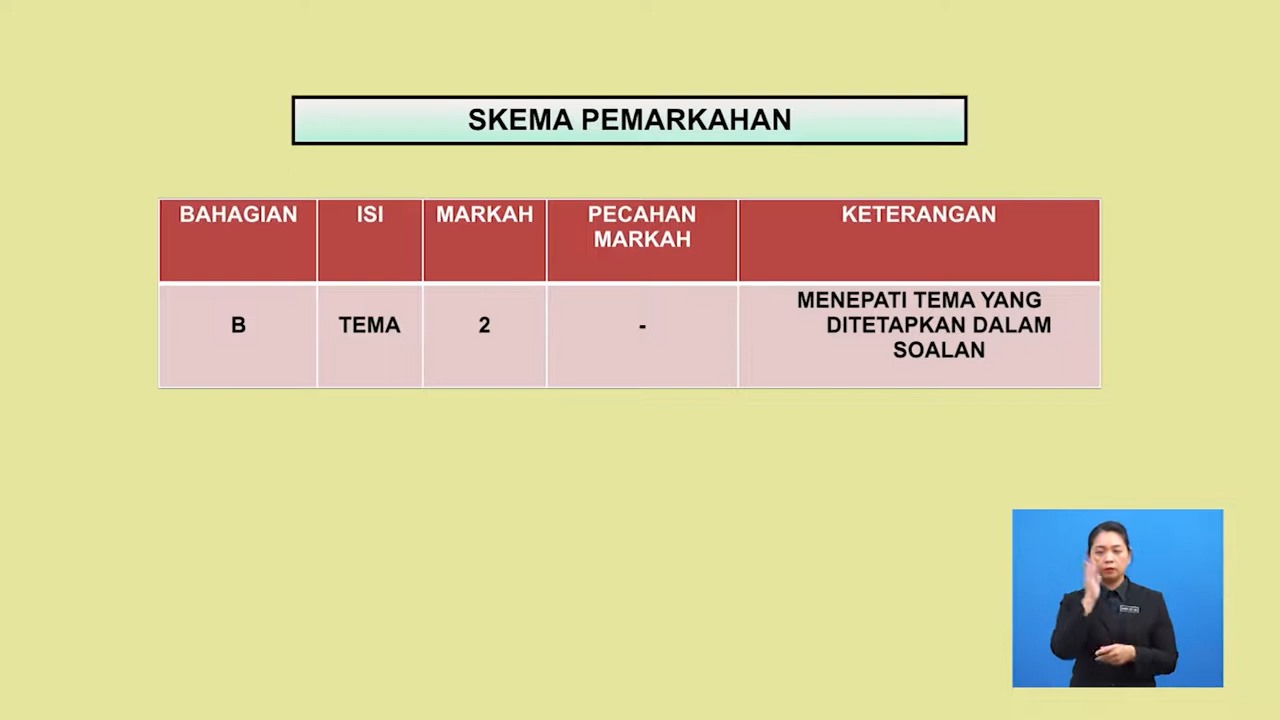 SKEMA PEMARKAHAN
BAHAGIAN
ISI
MARKAH
PECAHAN
MARKAH
KETERANGAN
B
TEMA
2
-
MENEPATI TEMA YANG
DITETAPKAN DALAM
SOALAN